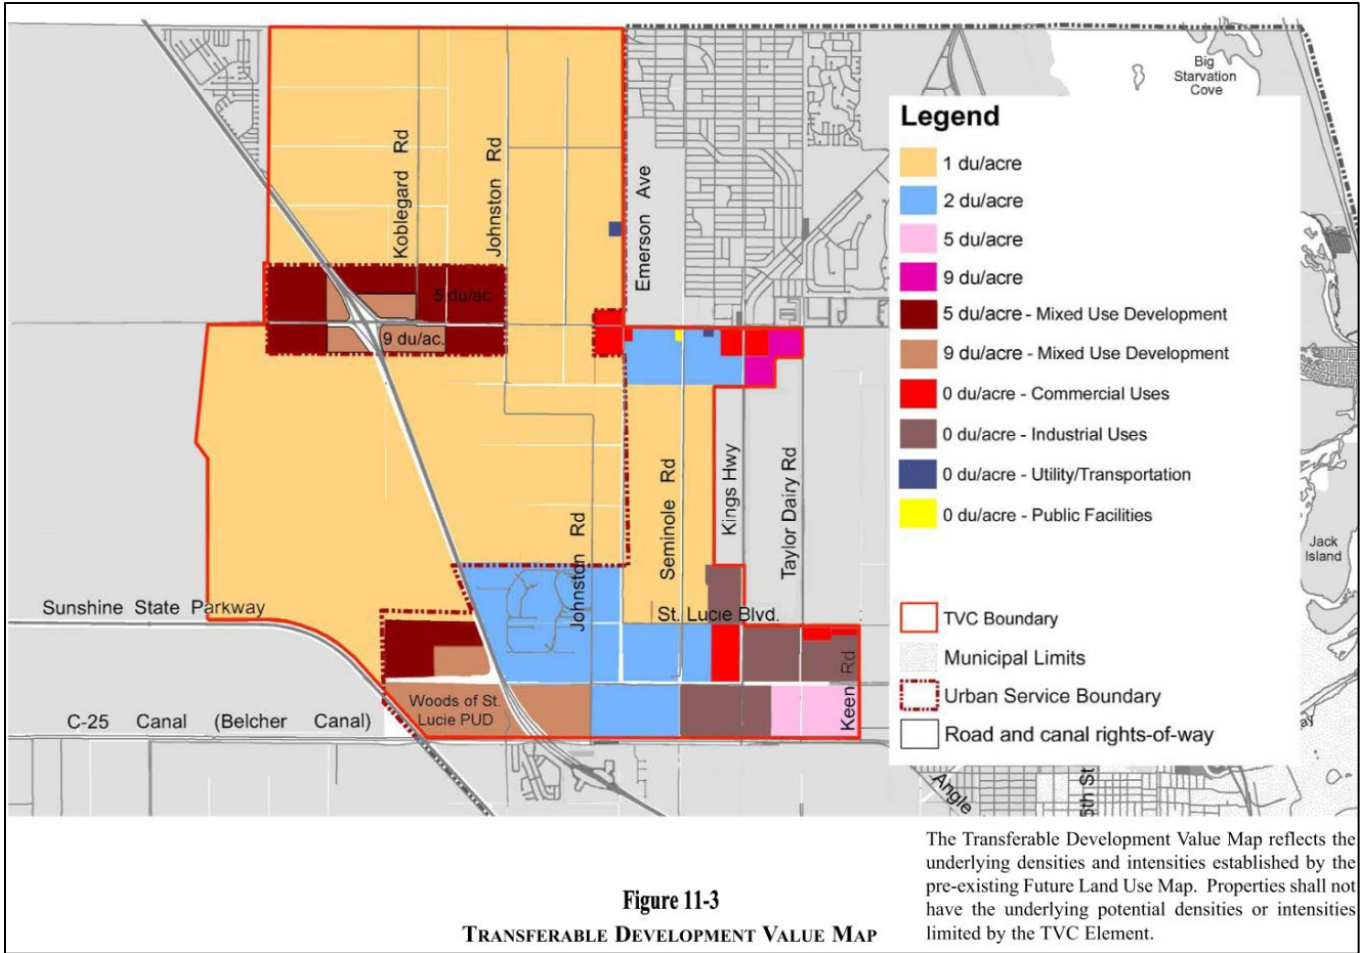 Big
Starvation
Cove
Legend
1 du/acre
2 du/acre
5 du/acre
9 du/acre
5 du/acre - Mixed Use Development
9 du/acre - Mixed Use Development
0 du/acre - Commercial Uses
0 du/acre - Industrial Uses
0 du/acre - Utility/Transportation
0 du/acre - Public Facilities
TVC Boundary
Municipal Limits
Urban Service Boundary
Road and canal rights-of-way
Koblegard Rd
Johnston Rd
Emerson Ave
5 du/ac.
9 du/ac.
Seminole Rd
Kings Hwy
Taylor Dairy Rd
Johnston Rd
Jack
Island
Sunshine State Parkway
St. Lucie Blvd.
Keen Rd
Woods of St.
Lucie PUD
C-25 Canal (Belcher Canal)
Angle
The Transferable Development Value Map reflects the
underlying densities and intensities established by the
pre-existing Future Land Use Map. Properties shall not
have the underlying potential densities or intensities
limited by the TVC Element.
Figure 11-3
TRANSFERABLE DEVELOPMENT VALUE MAP